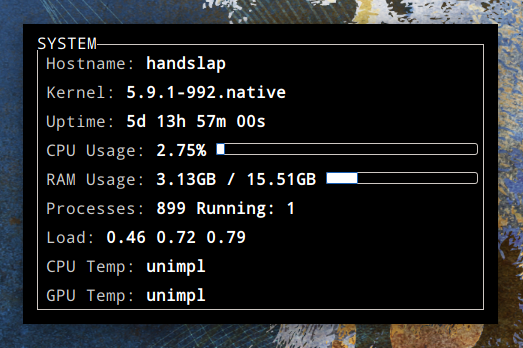 SYSTEM
Hostname: handslap
Kernel: 5.9.1-992.native
Uptime: 5d 13h 57m 00s
CPU Usage: 2.75%
RAM Usage: 3.13GB / 15.51GB
Processes: 899 Running: 1
Load: 0.46 0.72 0.79
CPU Temp: unimpl
GPU Temp: unimpl